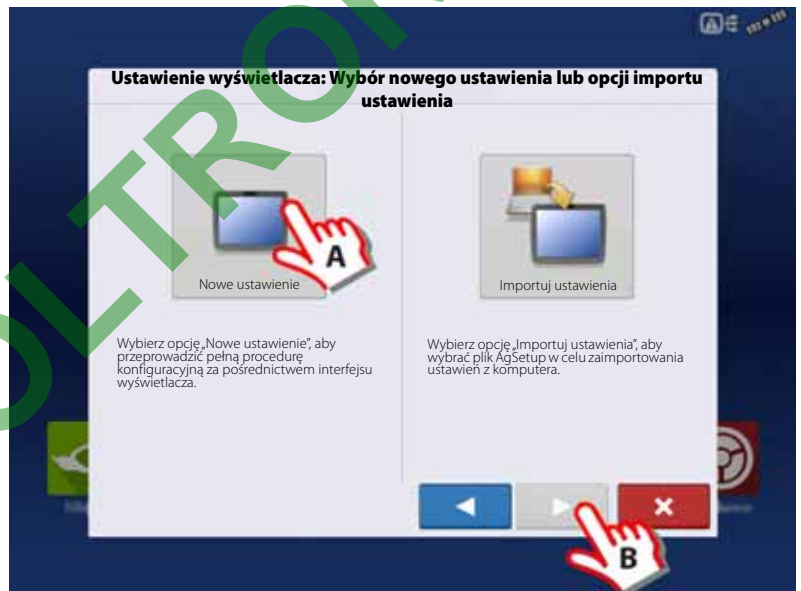 Ustawienie wyświetlacza: Wybór nowego ustawienia lub opcji importu
ustawienia
A
Nowe ustawienie
Importuj ustawienia
Wybierz opcję „Nowe ustawienie”, aby
przeprowadzić pełną procedurę
konfiguracyjną za pośrednictwem interfejsu
wyświetlacza.
Wybierz opcję „Importuj ustawienia”, aby
wybrać plik AgSetup w celu zaimportowania
ustawień z komputera.
B